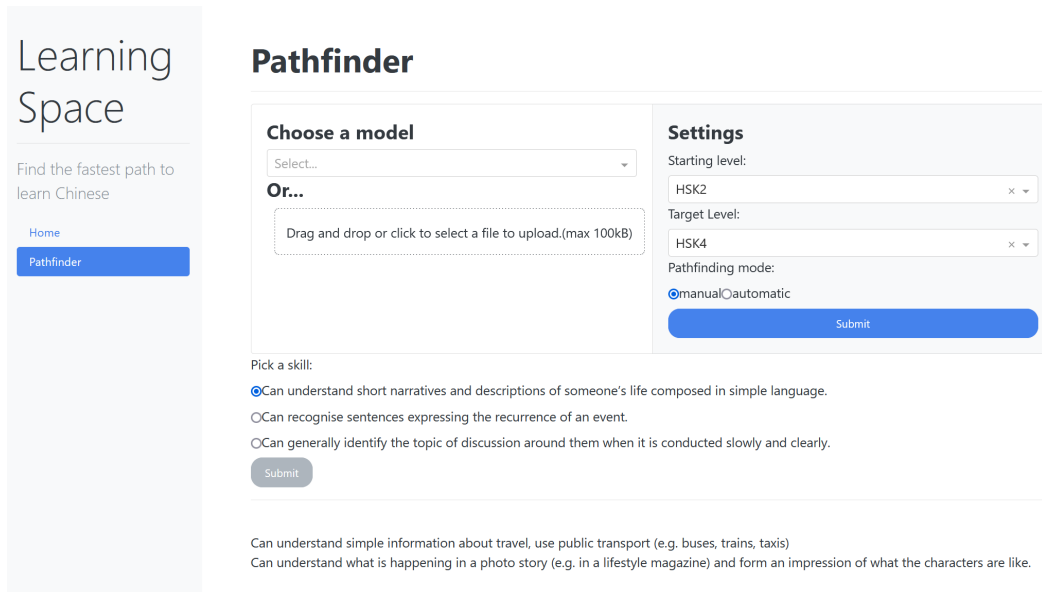 Learning
Space
Find the fastest path to
learn Chinese
Home
Pathfinder
Pathfinder
Choose a model
Select...
Or...
Drag and drop or click to select a file to upload.(max 100kB)
Settings
Starting level:
HSK2
Target Level:
HSK4
Pathfinding mode:
manual automatic
Submit
Pick a skill:
Can understand short narratives and descriptions of someone's life composed in simple language.
Can recognise sentences expressing the recurrence of an event.
Can generally identify the topic of discussion around them when it is conducted slowly and clearly.
Submit
Can understand simple information about travel, use public transport (e.g. buses, trains, taxis)
Can understand what is happening in a photo story (e.g. in a lifestyle magazine) and form an impression of what the characters are like.